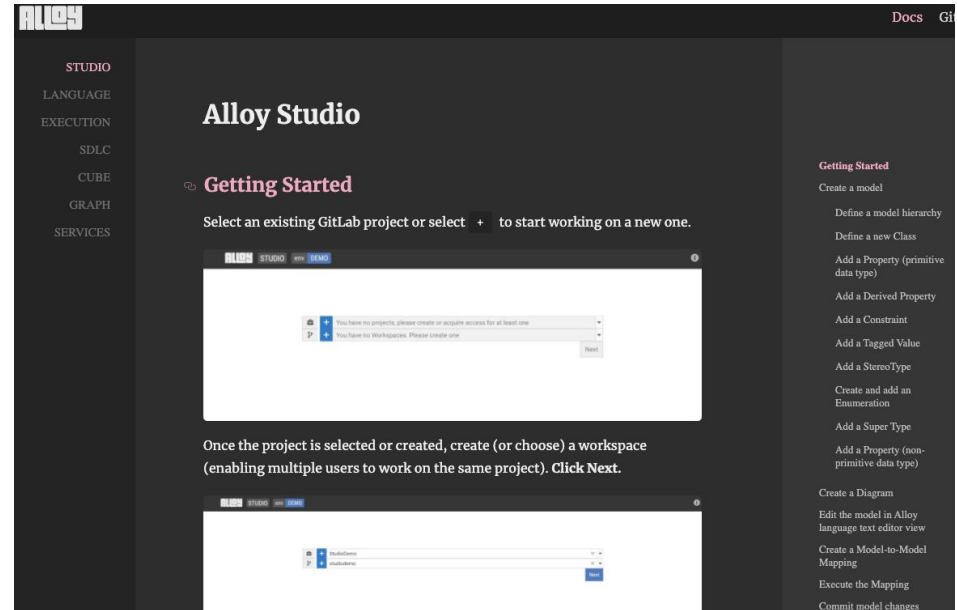 ALLOY
Docs Git
STUDIO
LANGUAGE
EXECUTION
SDLC
CUBE
GRAPH
SERVICES
Alloy Studio
Getting Started
Select an existing GitLab project or select + to start working on a new one.
ALLOY STUDIO env DEMO
+ You have no projects, please create or acquire access for at least one
+ You have no Workspaces. Please create one
Next
Once the project is selected or created, create (or choose) a workspace
(enabling multiple users to work on the same project). Click Next.
ALLOY STUDIO env DEMO
+ StudioDemo
+ studiodemo
Next
Getting Started
Create a model
Define a model hierarchy
Define a new Class
Add a Property (primitive
data type)
Add a Derived Property
Add a Constraint
Add a Tagged Value
Add a StereoType
Create and add an
Enumeration
Add a Super Type
Add a Property (non-
primitive data type)
Create a Diagram
Edit the model in Alloy
language text editor view
Create a Model-to-Model
Mapping
Execute the Mapping
Commit model changes